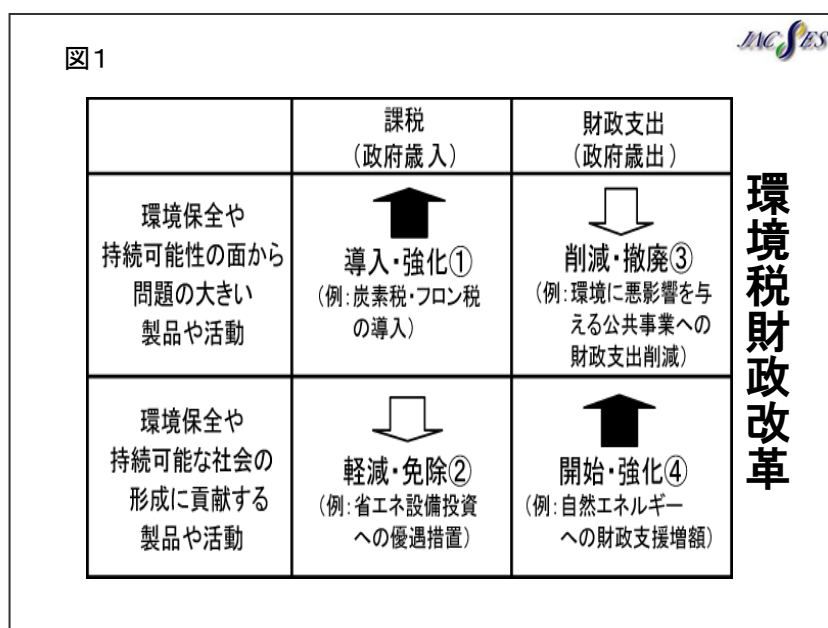 JACSES
図1
課税
（政府歳入）
財政支出
（政府歳出）
環境保全や
持続可能性の面から
問題の大きい
製品や活動
導入・強化①
（例：炭素税・フロン税
の導入）
削減・撤廃③
（例：環境に悪影響を与
える公共事業への
財政支出削減）
環境保全や
持続可能な社会の
形成に貢献する
製品や活動
軽減・免除②
（例：省エネ設備投資
への優遇措置）
開始・強化④
（例：自然エネルギー
への財政支援増額）
環境税財政改革